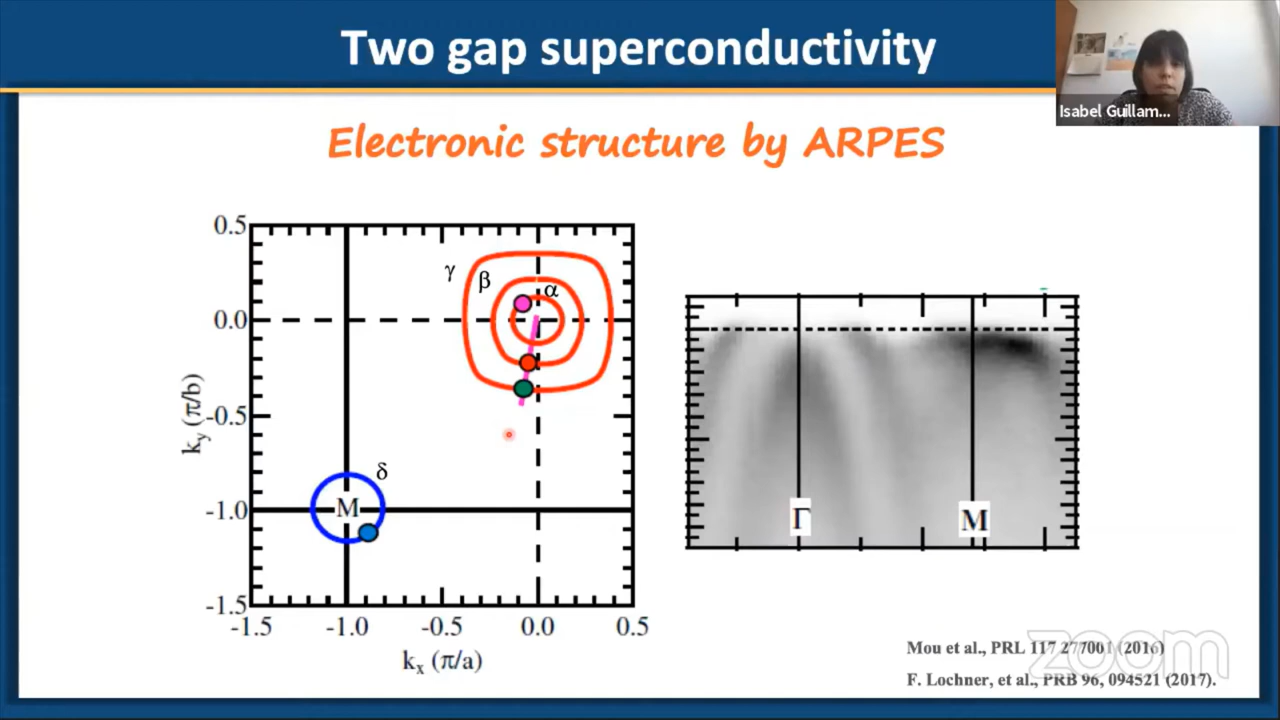 Two gap superconductivity
Isabel Guillam...
Electronic structure by ARPES
0.5
0.0
-0.5
-1.0
-1.5
-1.5
-1.0
-0.5
0.0
0.5
k_y (π/b)
k_x (π/a)
γ
β
α
δ
M
Γ
M
Mou et al., PRL 117 277001 (2016)
F. Lochner, et al., PRB 96, 094521 (2017).
zoom